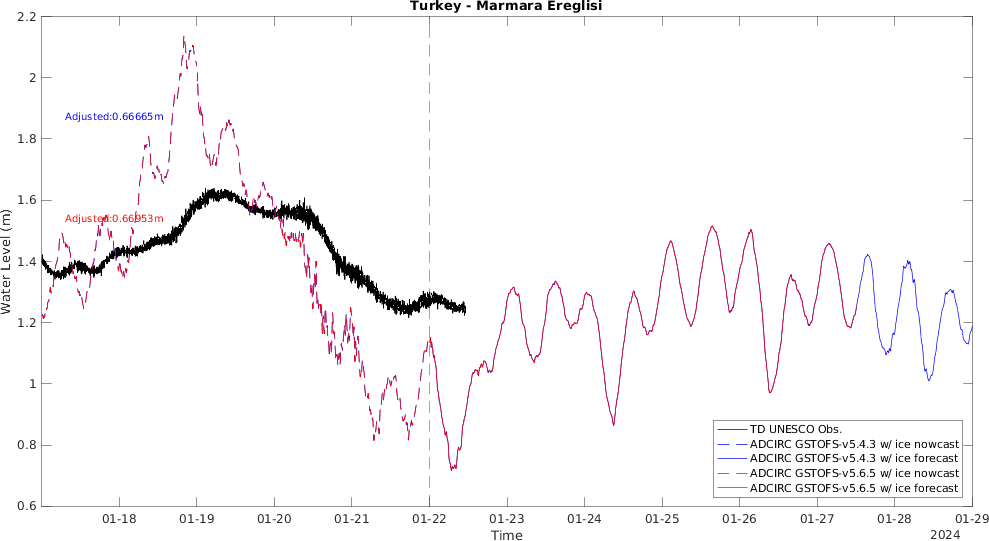 Turkey - Marmara Ereglisi
2.2
2
1.8
1.6
1.4
1.2
1
0.8
0.6
Water Level (m)
Adjusted:0.66665m
Adjusted:0.66953m
TD UNESCO Obs.
ADCIRC GSTOFS-v5.4.3 w/ ice nowcast
ADCIRC GSTOFS-v5.4.3 w/ ice forecast
ADCIRC GSTOFS-v5.6.5 w/ ice nowcast
ADCIRC GSTOFS-v5.6.5 w/ ice forecast
01-18 01-19 01-20 01-21 01-22 01-23 01-24 01-25 01-26 01-27 01-28 01-29
Time
2024